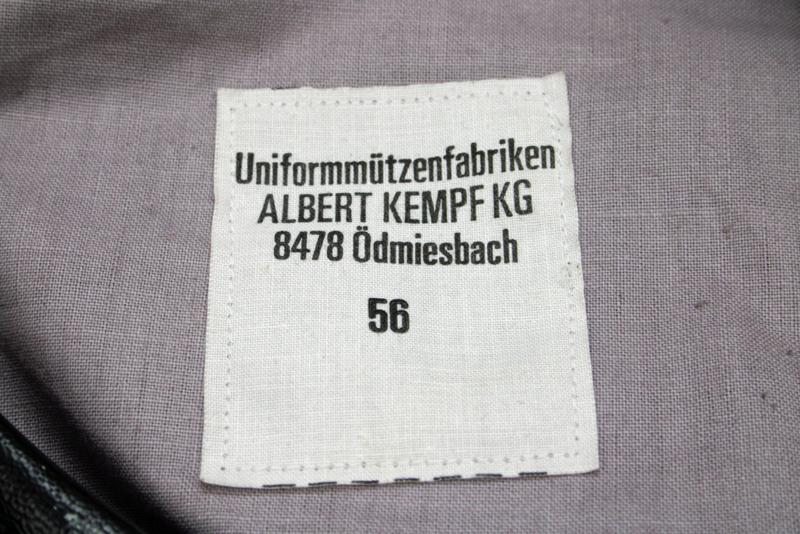 Uniformmützenfabriken
ALBERT KEMPF KG
8478 Ödmiesbach
56